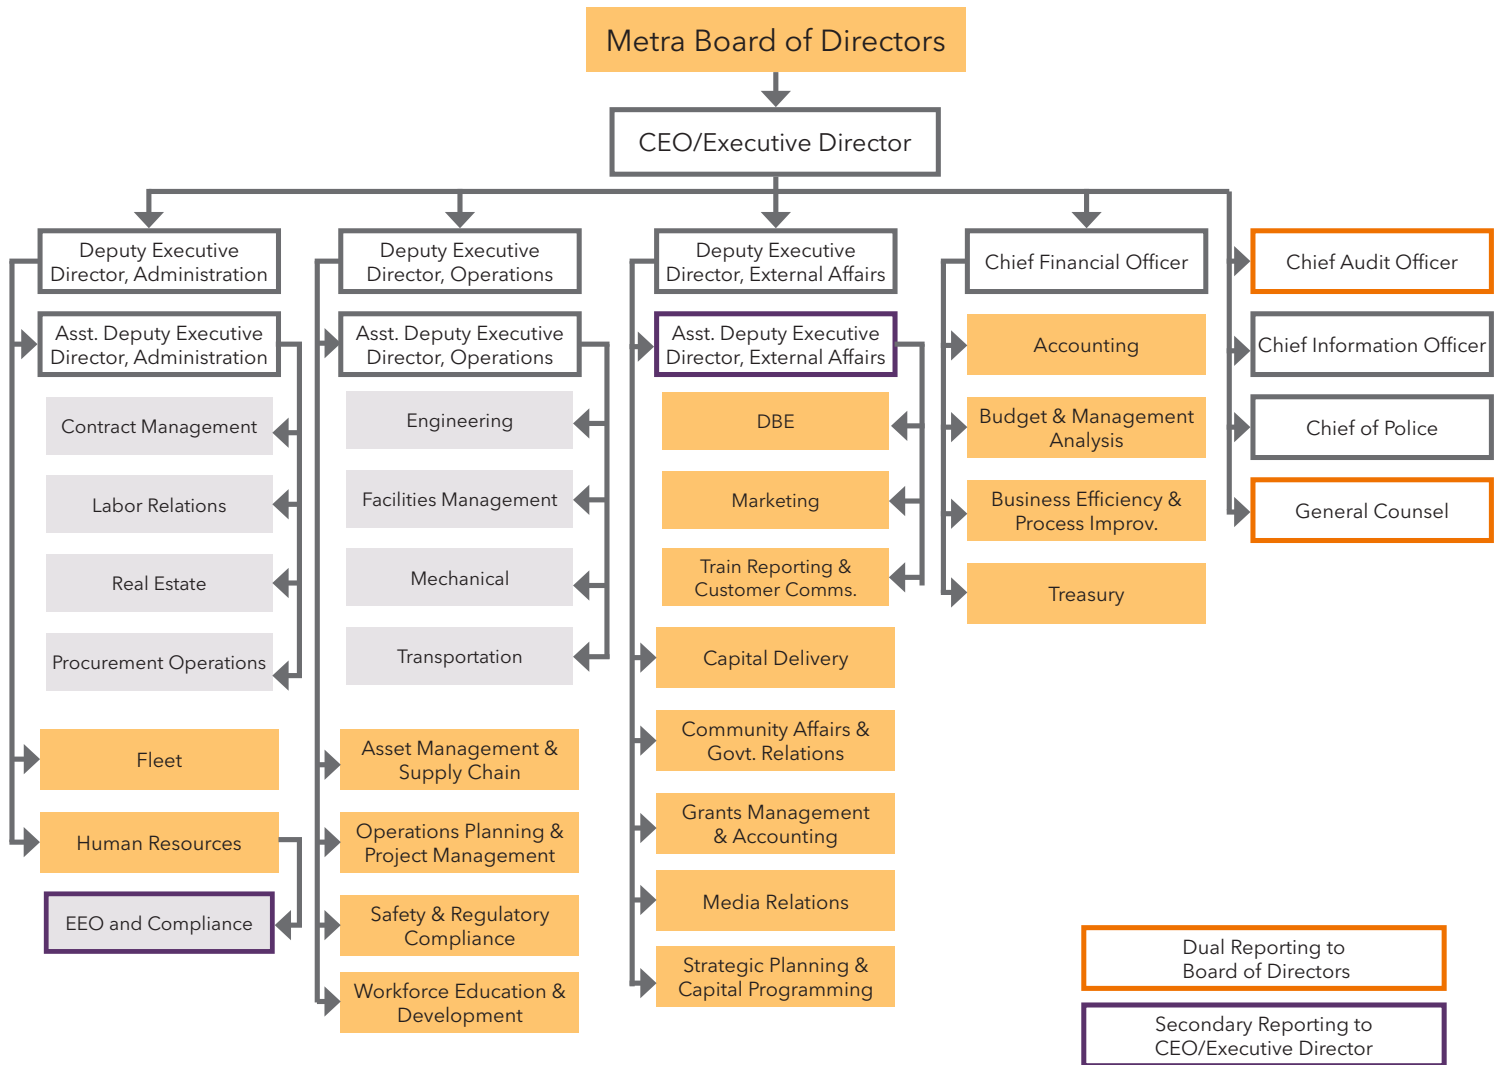 Metra Board of Directors
CEO/Executive Director
Deputy Executive
Director, Administration
Asst. Deputy Executive
Director, Administration
Contract Management
Labor Relations
Real Estate
Procurement Operations
Fleet
Human Resources
EEO and Compliance
Deputy Executive
Director, Operations
Asst. Deputy Executive
Director, Operations
Engineering
Facilities Management
Mechanical
Transportation
Asset Management &
Supply Chain
Operations Planning &
Project Management
Safety & Regulatory
Compliance
Workforce Education &
Development
Deputy Executive
Director, External Affairs
Asst. Deputy Executive
Director, External Affairs
DBE
Marketing
Train Reporting &
Customer Comms.
Capital Delivery
Community Affairs &
Govt. Relations
Grants Management
& Accounting
Media Relations
Strategic Planning &
Capital Programming
Chief Financial Officer
Accounting
Budget & Management
Analysis
Business Efficiency &
Process Improv.
Treasury
Chief Audit Officer
Chief Information Officer
Chief of Police
General Counsel
Dual Reporting to
Board of Directors
Secondary Reporting to
CEO/Executive Director